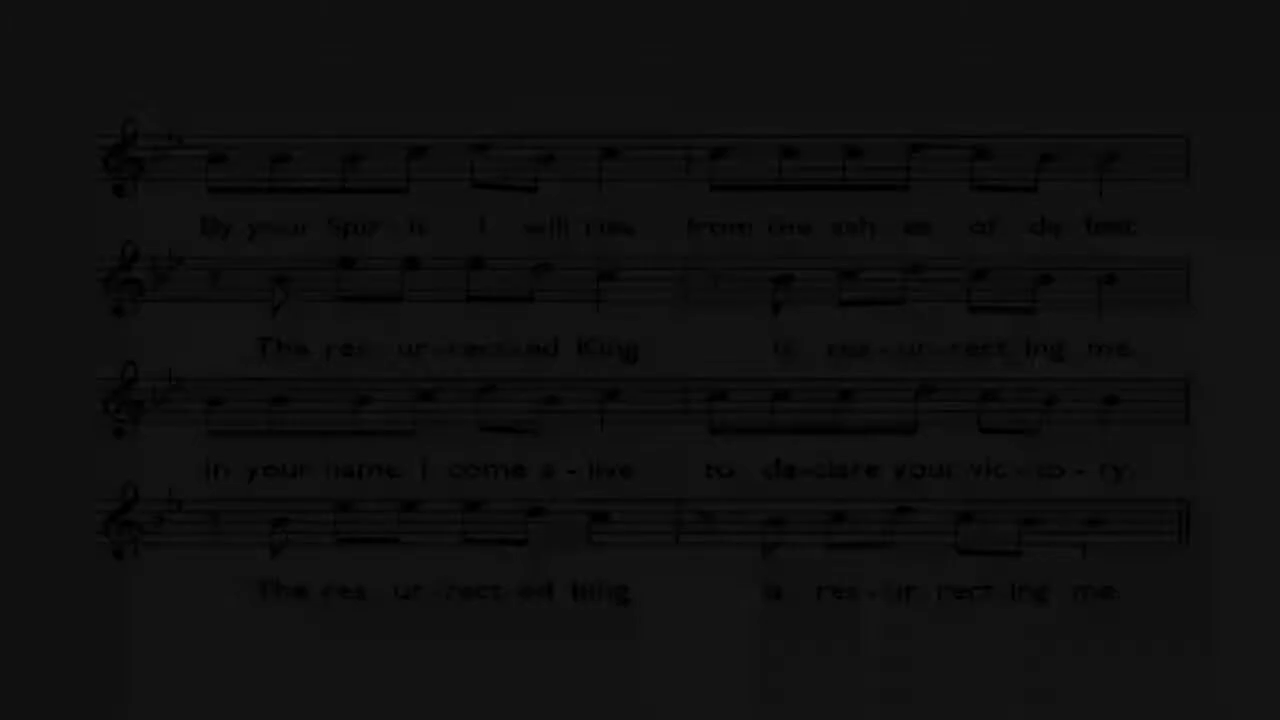 By your Spir - it I will rise from the ash - es of de - feat.
The res - ur - rect - ed King is res - ur - rect - ing me.
In your name I come a - live to de - clare your vic - to - ry.
The res - ur - rect - ed King is res - ur - rect - ing me.